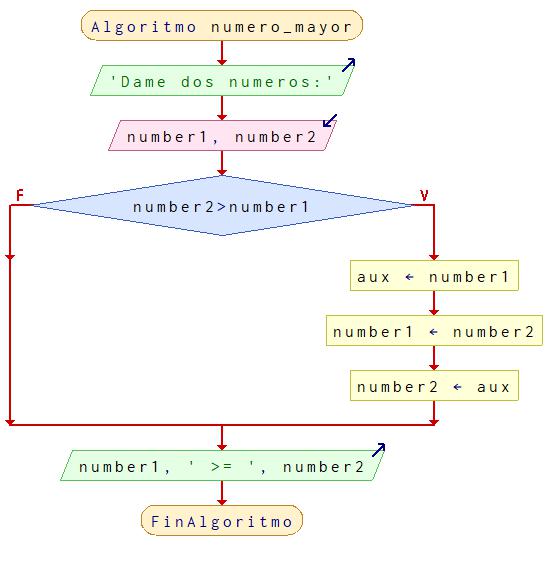 Algoritmo numero_mayor
'Dame dos numeros:'
number1, number2
F
V
number2>number1
aux ← number1
number1 ← number2
number2 ← aux
number1, ' >= ', number2
FinAlgoritmo